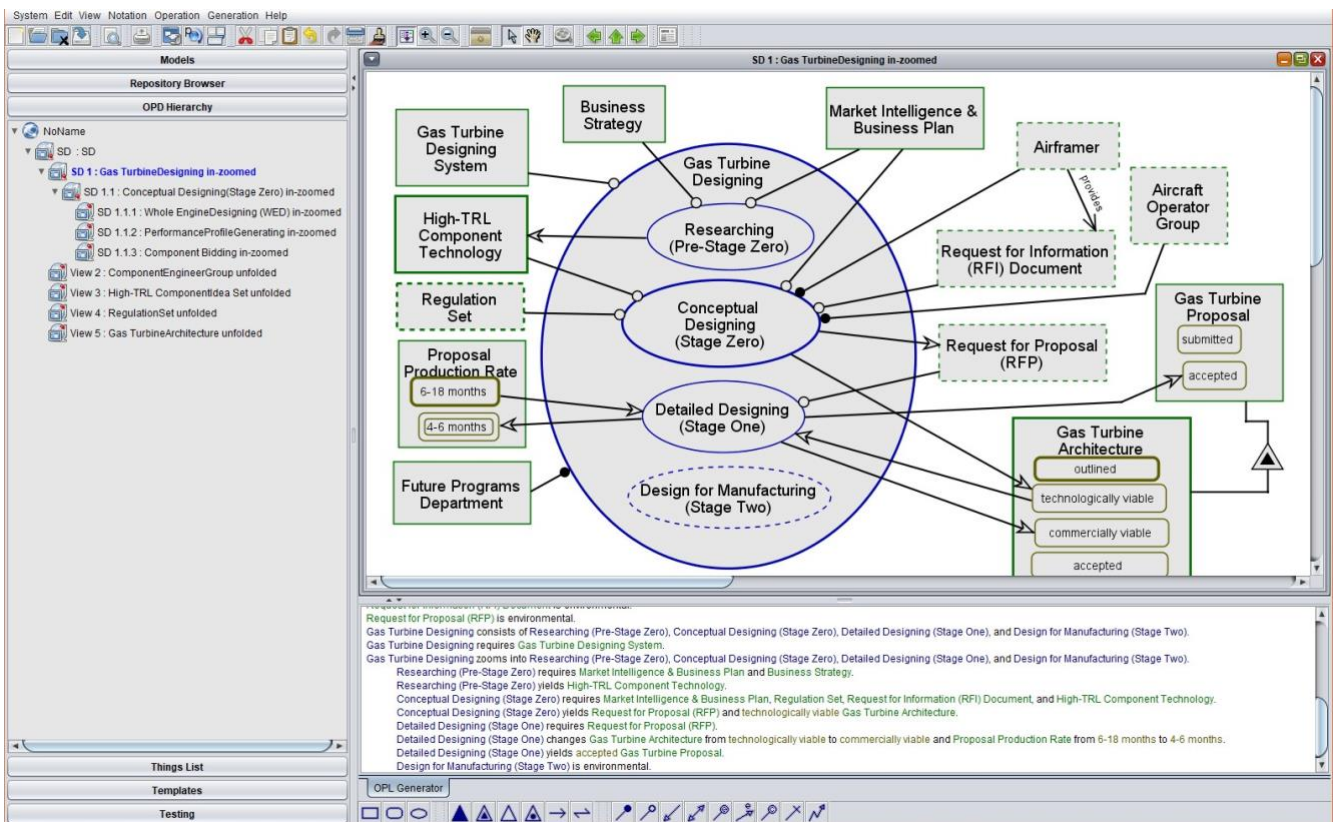 System Edit View Notation Operation Generation Help
Models
Repository Browser
OPD Hierarchy
NoName
SD : SD
SD 1 : Gas TurbineDesigning in-zoomed
SD 1.1 : Conceptual Designing(Stage Zero) in-zoomed
SD 1.1.1 : Whole EngineDesigning (WED) in-zoomed
SD 1.1.2 : PerformanceProfileGenerating in-zoomed
SD 1.1.3 : Component Bidding in-zoomed
View 2 : ComponentEngineerGroup unfolded
View 3 : High-TRL ComponentIdea Set unfolded
View 4 : RegulationSet unfolded
View 5 : Gas TurbineArchitecture unfolded
Things List
Templates
Testing
SD 1 : Gas TurbineDesigning in-zoomed
Gas Turbine
Designing
System
Business
Strategy
Market Intelligence &
Business Plan
Airframer
provides
Aircraft
Operator
Group
Gas Turbine
Designing
High-TRL
Component
Technology
Researching
(Pre-Stage Zero)
Request for Information
(RFI) Document
Regulation
Set
Conceptual
Designing
(Stage Zero)
Gas Turbine
Proposal
submitted
accepted
Request for Proposal
(RFP)
Proposal
Production Rate
6-18 months
4-6 months
Detailed Designing
(Stage One)
Gas Turbine
Architecture
outlined
technologically viable
commercially viable
accepted
Future Programs
Department
Design for Manufacturing
(Stage Two)
Request for Information (RFI) Document is environmental.
Request for Proposal (RFP) is environmental.
Gas Turbine Designing consists of Researching (Pre-Stage Zero), Conceptual Designing (Stage Zero), Detailed Designing (Stage One), and Design for Manufacturing (Stage Two).
Gas Turbine Designing requires Gas Turbine Designing System.
Gas Turbine Designing zooms into Researching (Pre-Stage Zero), Conceptual Designing (Stage Zero), Detailed Designing (Stage One), and Design for Manufacturing (Stage Two).
Researching (Pre-Stage Zero) requires Market Intelligence & Business Plan and Business Strategy.
Researching (Pre-Stage Zero) yields High-TRL Component Technology.
Conceptual Designing (Stage Zero) requires Market Intelligence & Business Plan, Regulation Set, Request for Information (RFI) Document, and High-TRL Component Technology.
Conceptual Designing (Stage Zero) yields Request for Proposal (RFP) and technologically viable Gas Turbine Architecture.
Detailed Designing (Stage One) requires Request for Proposal (RFP).
Detailed Designing (Stage One) changes Gas Turbine Architecture from technologically viable to commercially viable and Proposal Production Rate from 6-18 months to 4-6 months.
Detailed Designing (Stage One) yields accepted Gas Turbine Proposal.
Design for Manufacturing (Stage Two) is environmental.
OPL Generator